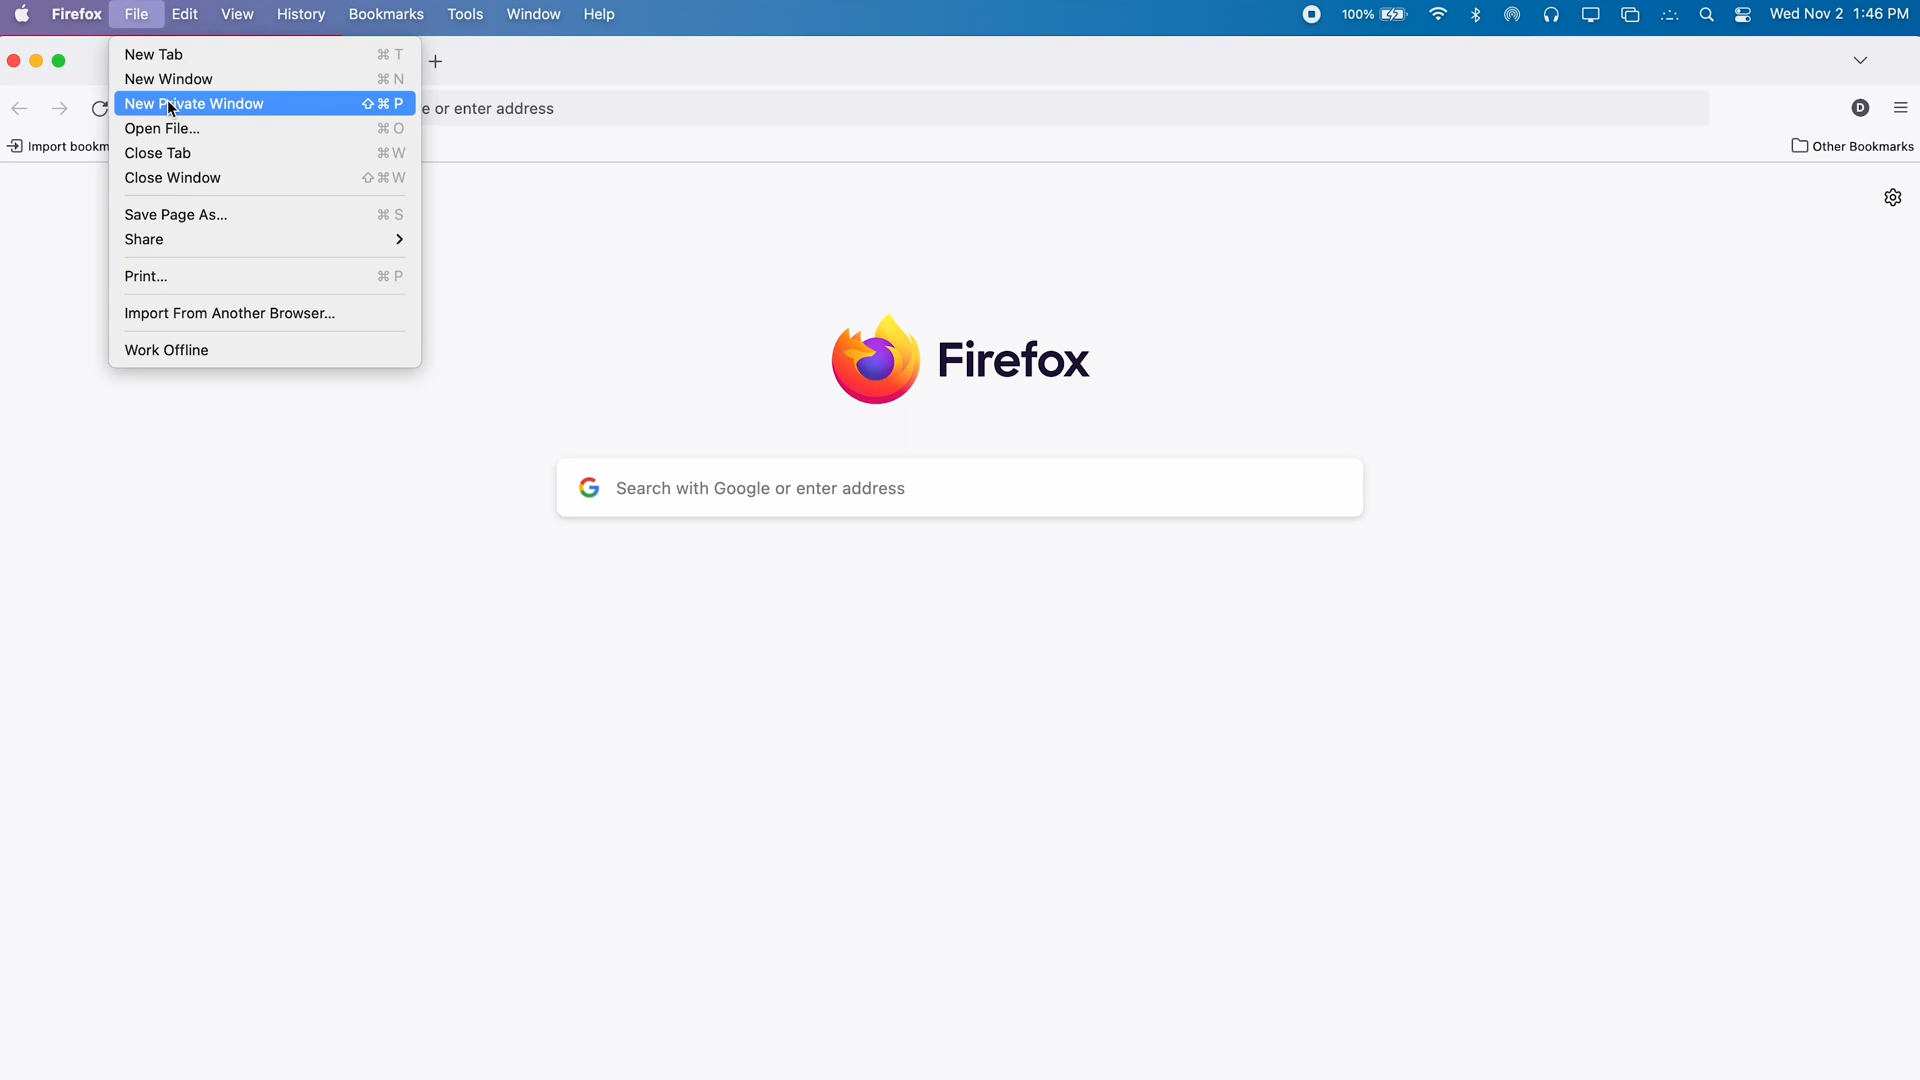 Firefox File Edit View History Bookmarks Tools Window Help 100% Wed Nov 2 1:46 PM
New Tab ⌘ T
New Window ⌘ N
New Private Window ⇧ ⌘ P
e or enter address
D
Open File... ⌘ O
Import bookm
Close Tab ⌘ W
Other Bookmarks
Close Window ⇧ ⌘ W
Save Page As... ⌘ S
Share
Print... ⌘ P
Import From Another Browser...
Work Offline
Firefox
G Search with Google or enter address